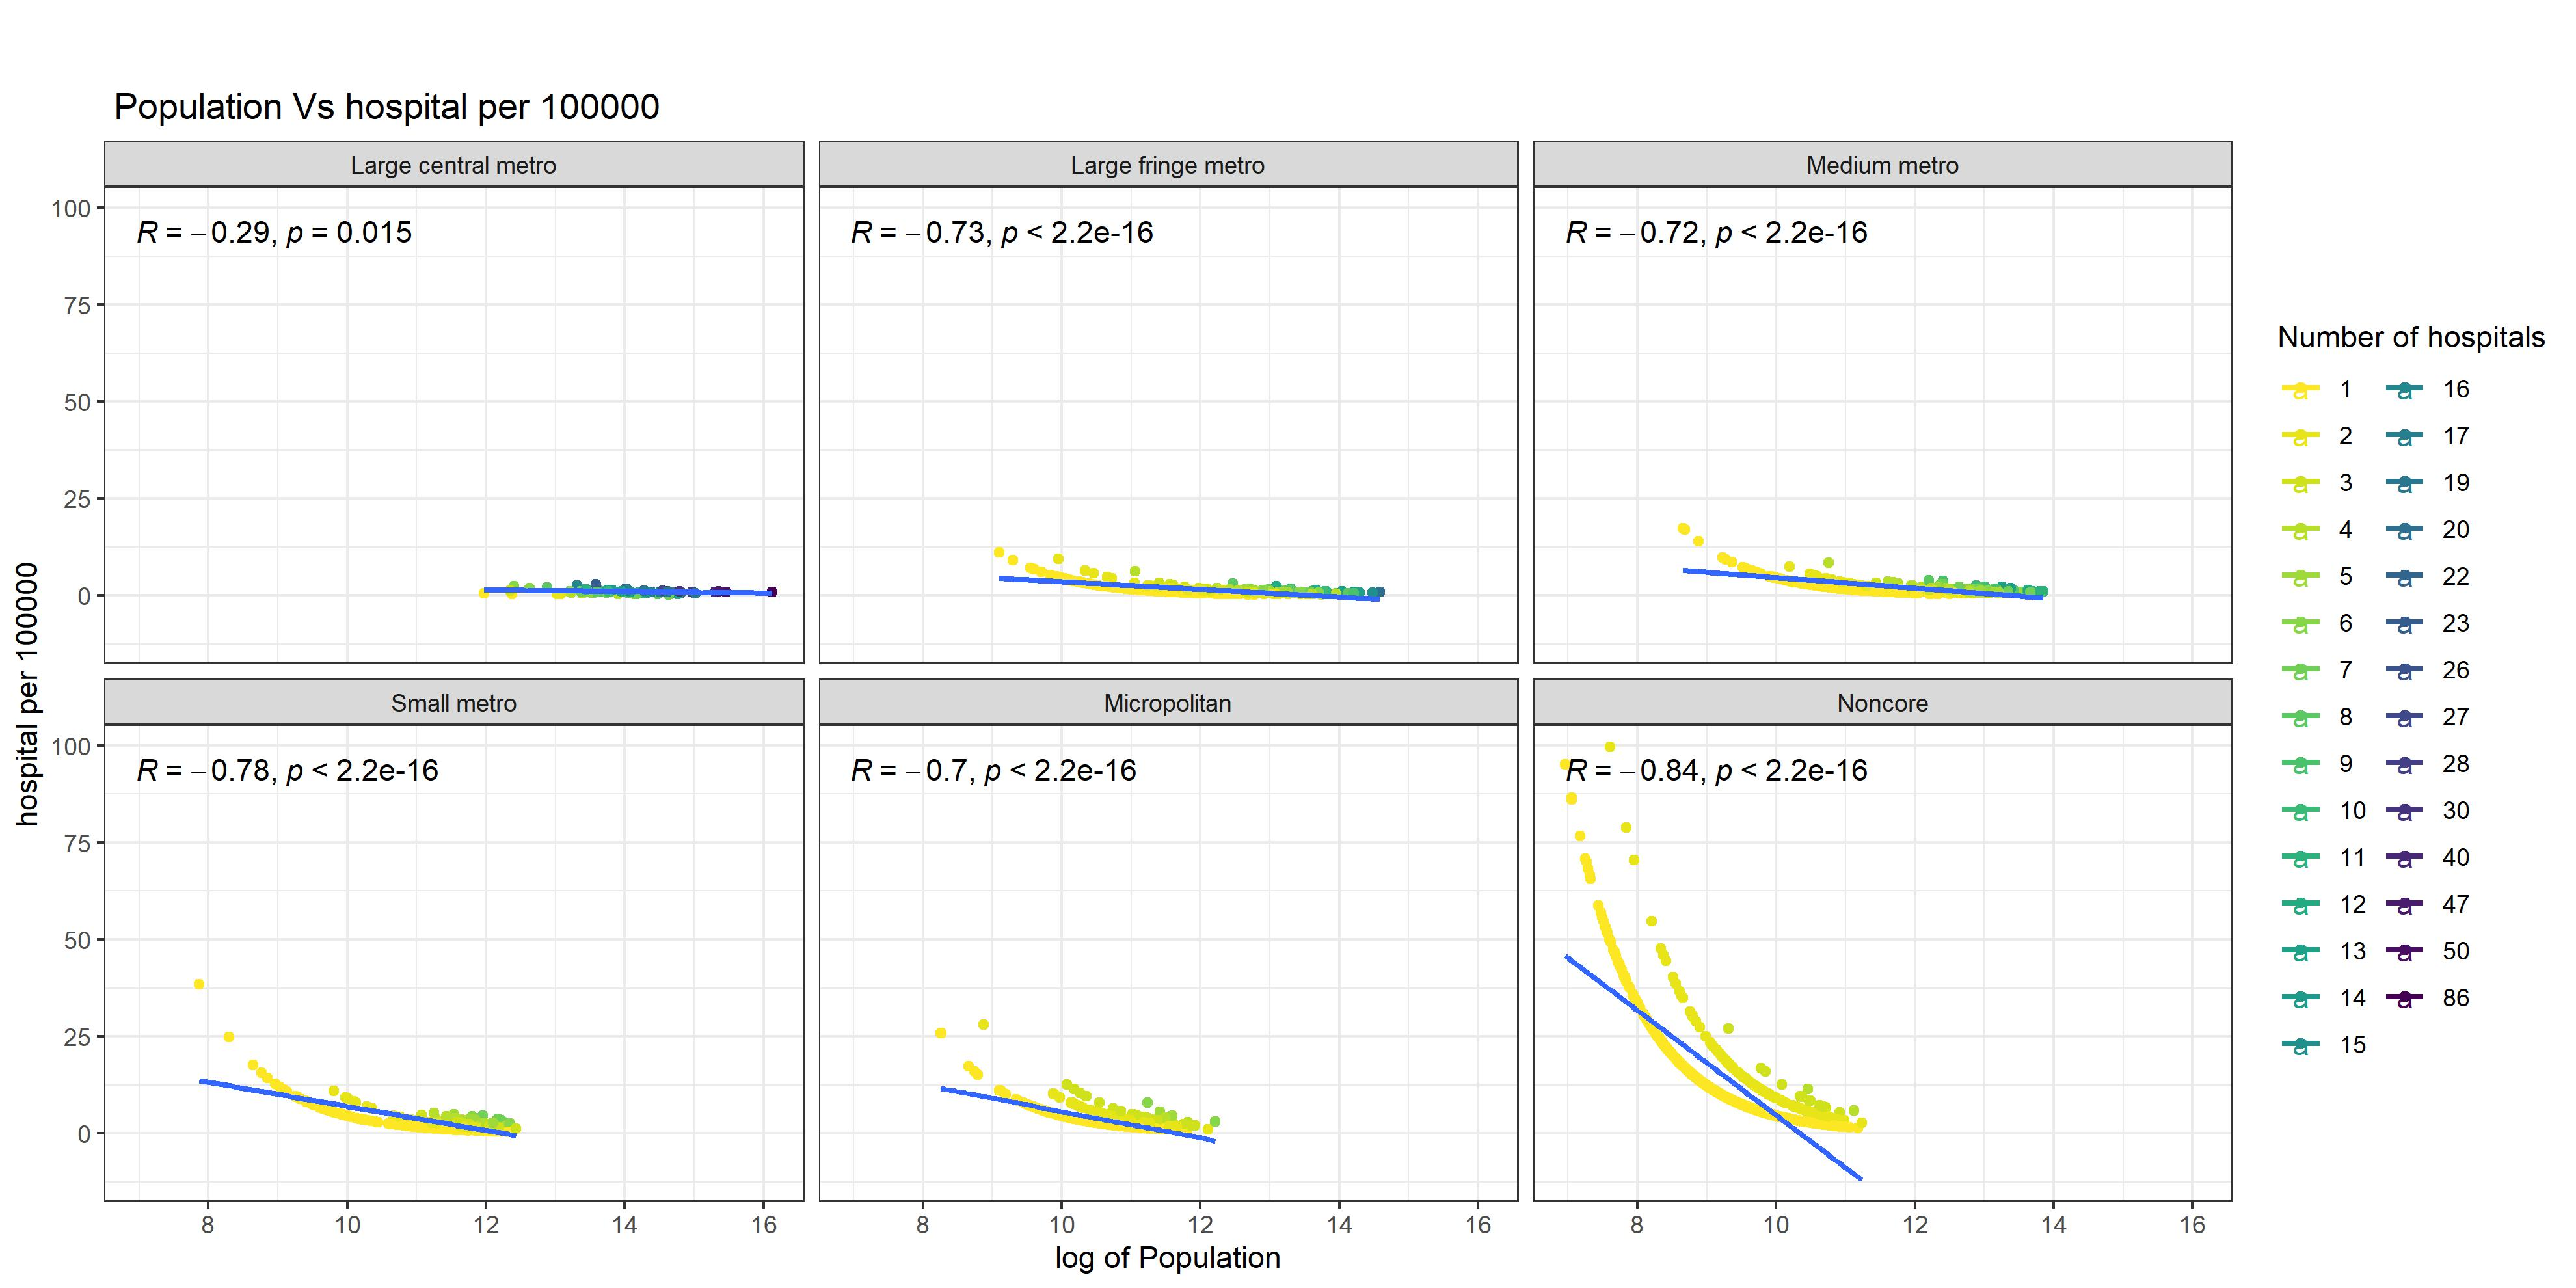 Population Vs hospital per 100000
Large central metro
Large fringe metro
Medium metro
R = −0.29, p = 0.015
R = −0.73, p < 2.2e-16
R = −0.72, p < 2.2e-16
100
75
50
25
0
Small metro
Micropolitan
Noncore
R = −0.78, p < 2.2e-16
R = −0.7, p < 2.2e-16
R = −0.84, p < 2.2e-16
100
75
50
25
0
8 10 12 14 16
8 10 12 14 16
8 10 12 14 16
log of Population
hospital per 100000
Number of hospitals
a 1 a 16
a 2 a 17
a 3 a 19
a 4 a 20
a 5 a 22
a 6 a 23
a 7 a 26
a 8 a 27
a 9 a 28
a 10 a 30
a 11 a 40
a 12 a 47
a 13 a 50
a 14 a 86
a 15